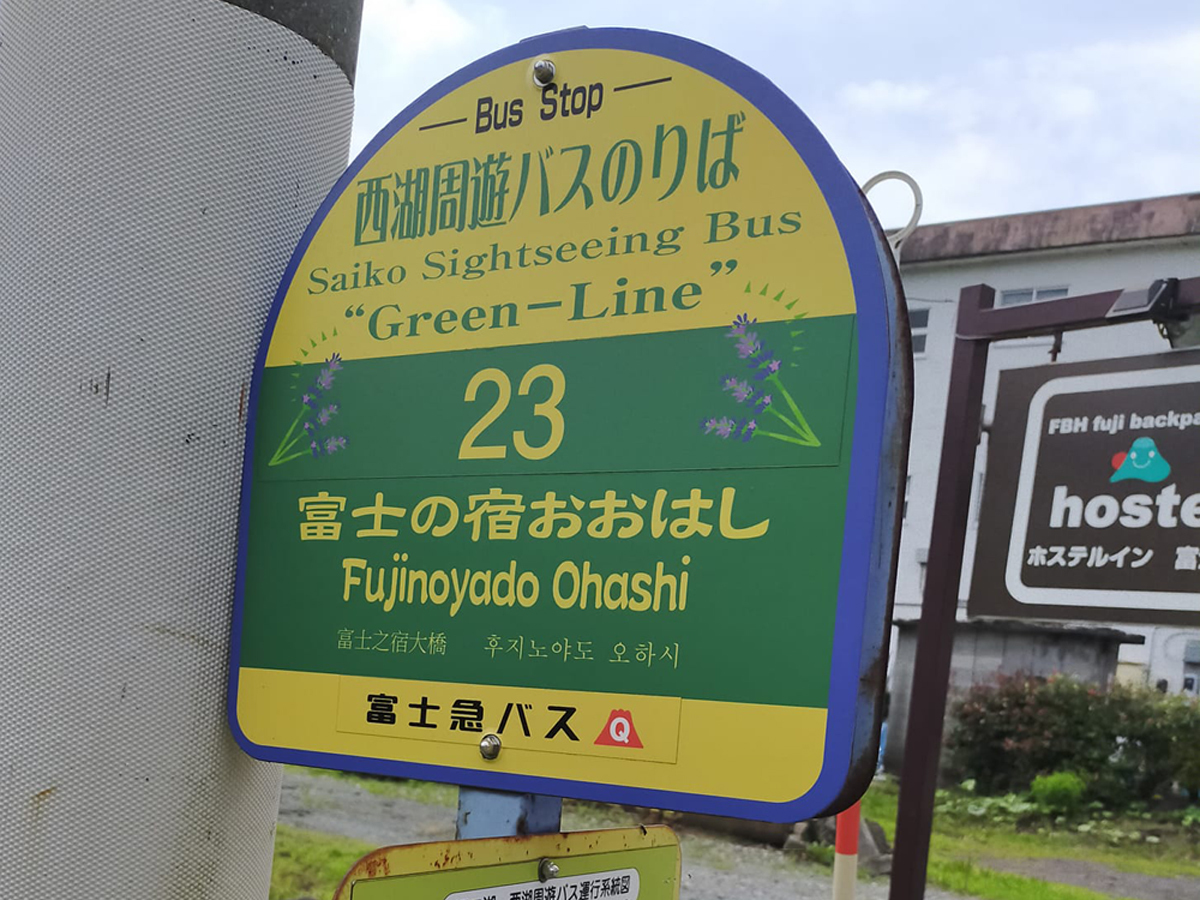 Bus Stop
西湖周遊バスのりば
Saiko Sightseeing Bus
“Green-Line”
23
富士の宿おおはし
Fujinoyado Ohashi
富士之宿大橋 후지노야도 오하시
富士急バス Q
西湖周遊バス運行系統図
FBH fuji
ホステルイン